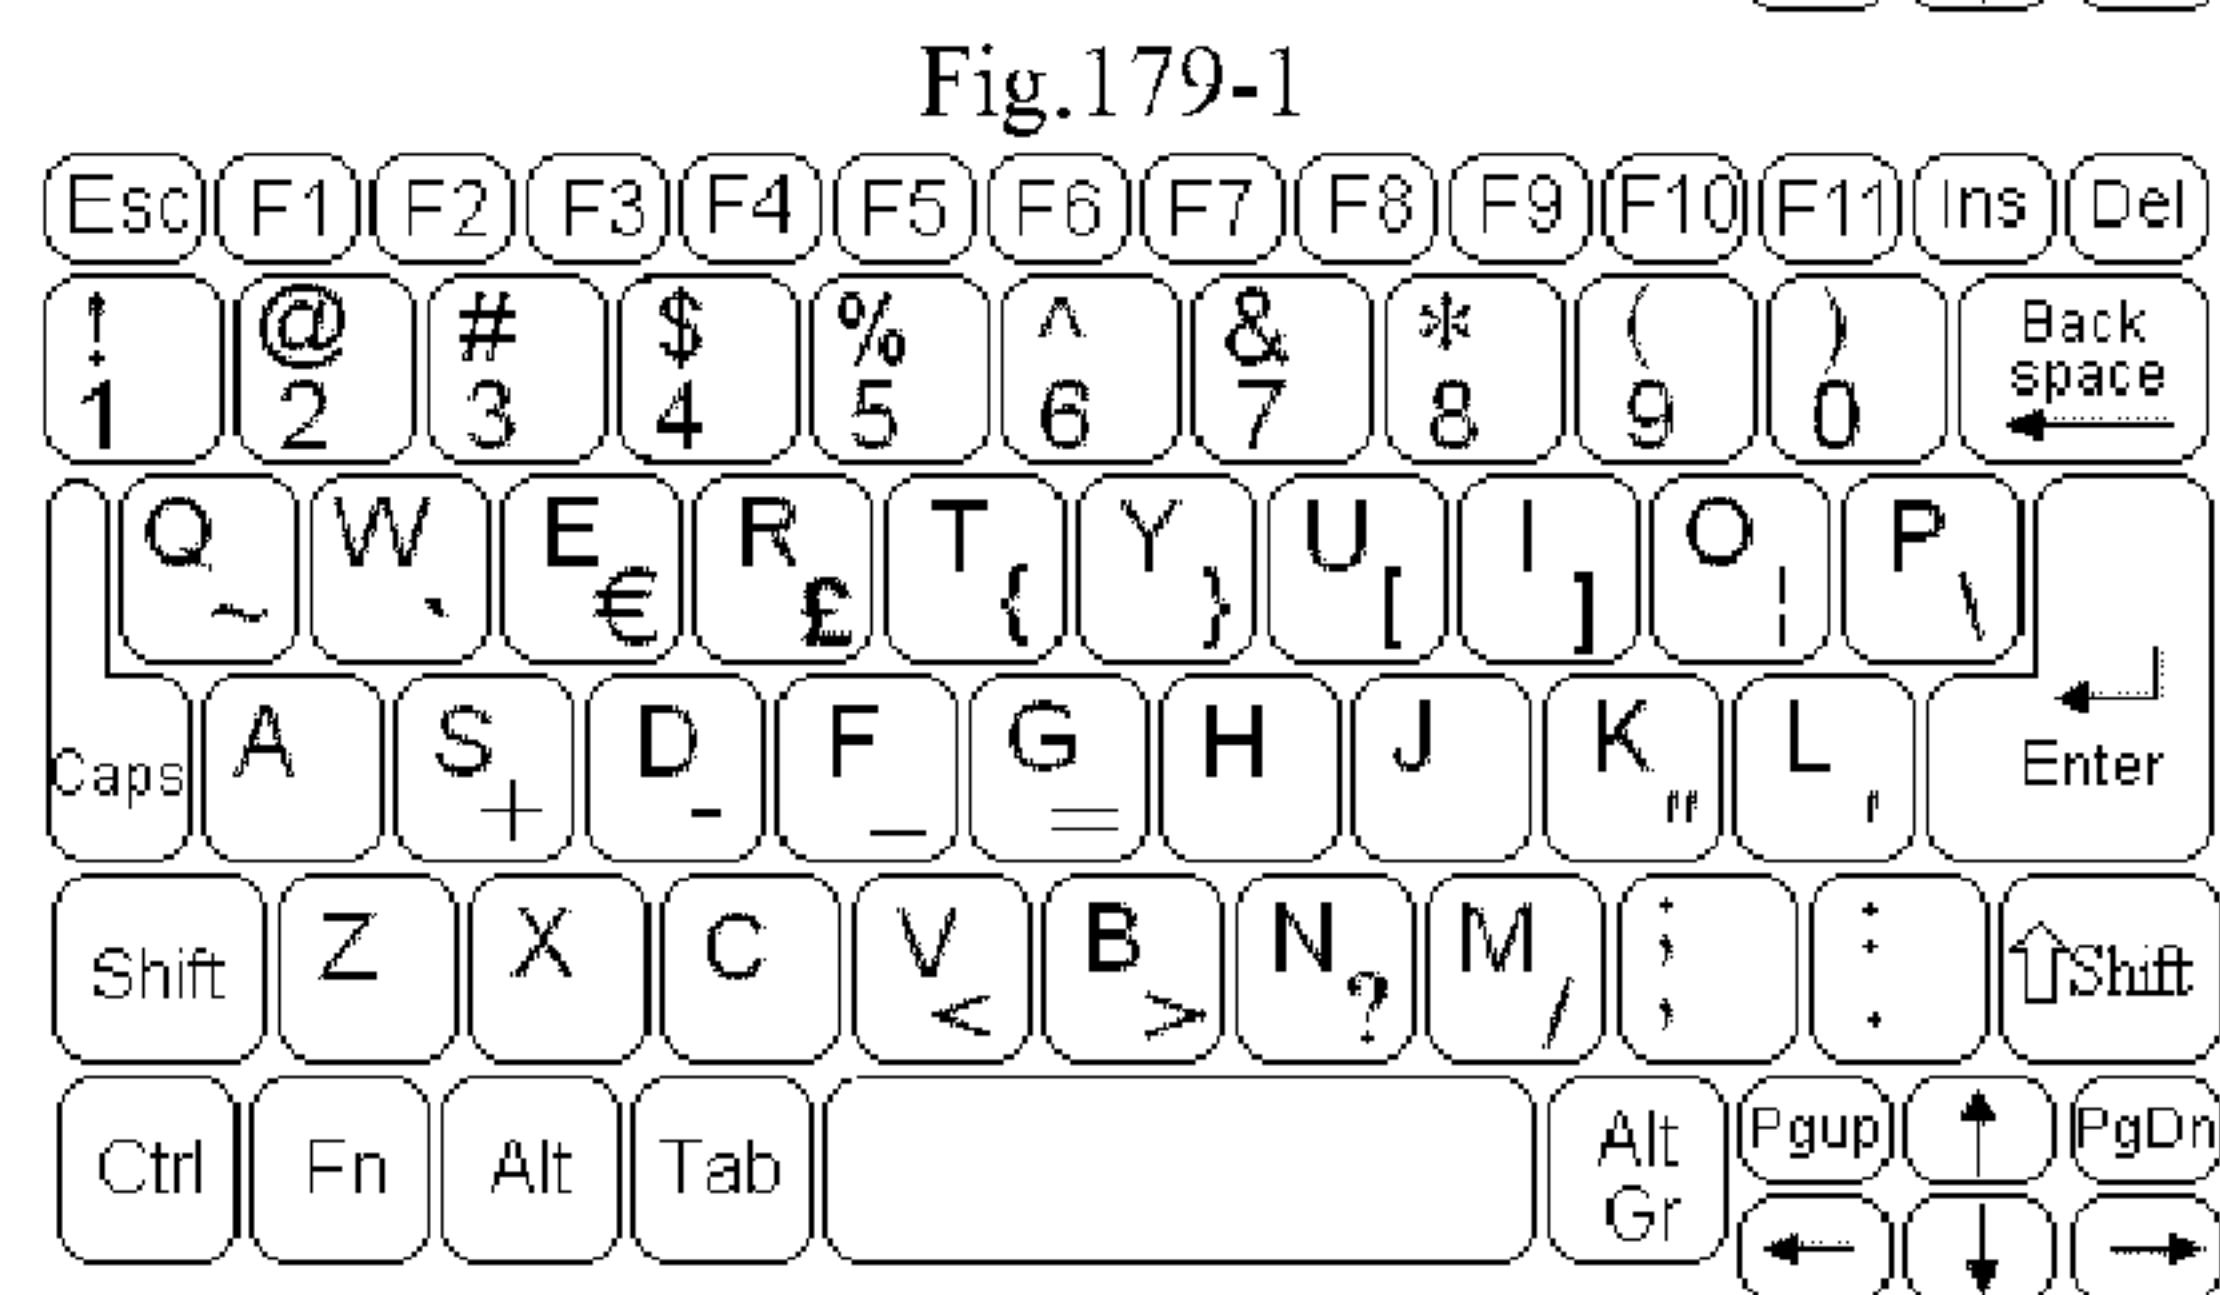 Fig.179-1
Esc F1 F2 F3 F4 F5 F6 F7 F8 F9 F10 F11 Ins Del
! @ # $ % ^ & * ( ) Back
1 2 3 4 5 6 7 8 9 0 space
Q W E R T Y U I O P
~ ` € £ { } [ ] ¦ \
A S D F G H J K L
Caps + - _ = " ' Enter
Z X C V B N M ; :
Shift < > ? / , . Shift
Ctrl Fn Alt Tab Alt Gr Pgup PgDn